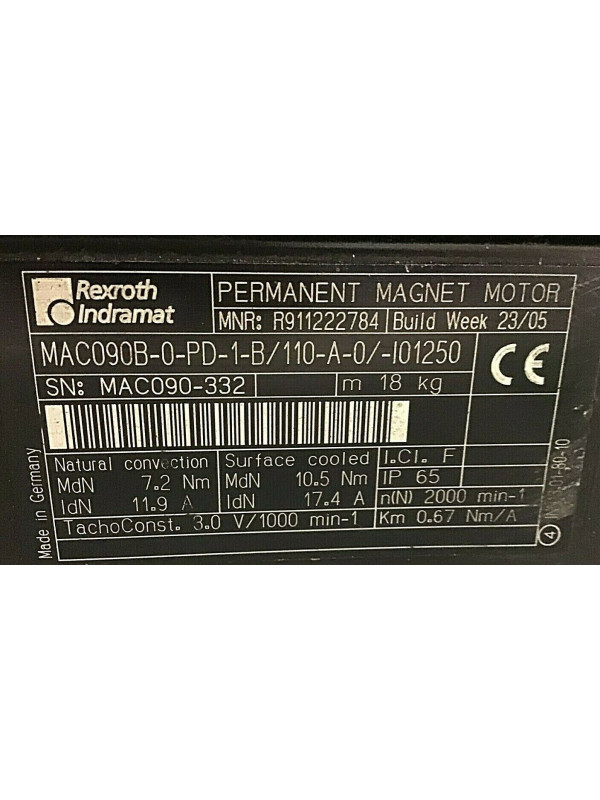 Rexroth
Indramat
PERMANENT MAGNET MOTOR
MNR: R911222784 Build Week 23/05
MAC090B-0-PD-1-B/110-A-0/-I01250
CE
SN: MAC090-332 m 18 kg
Natural convection Surface cooled I.Cl. F
MdN 7.2 Nm MdN 10.5 Nm IP 65
IdN 11.9 A IdN 17.4 A n(N) 2000 min-1
TachoConst. 3.0 V/1000 min-1 Km 0.67 Nm/A
Made in Germany
4